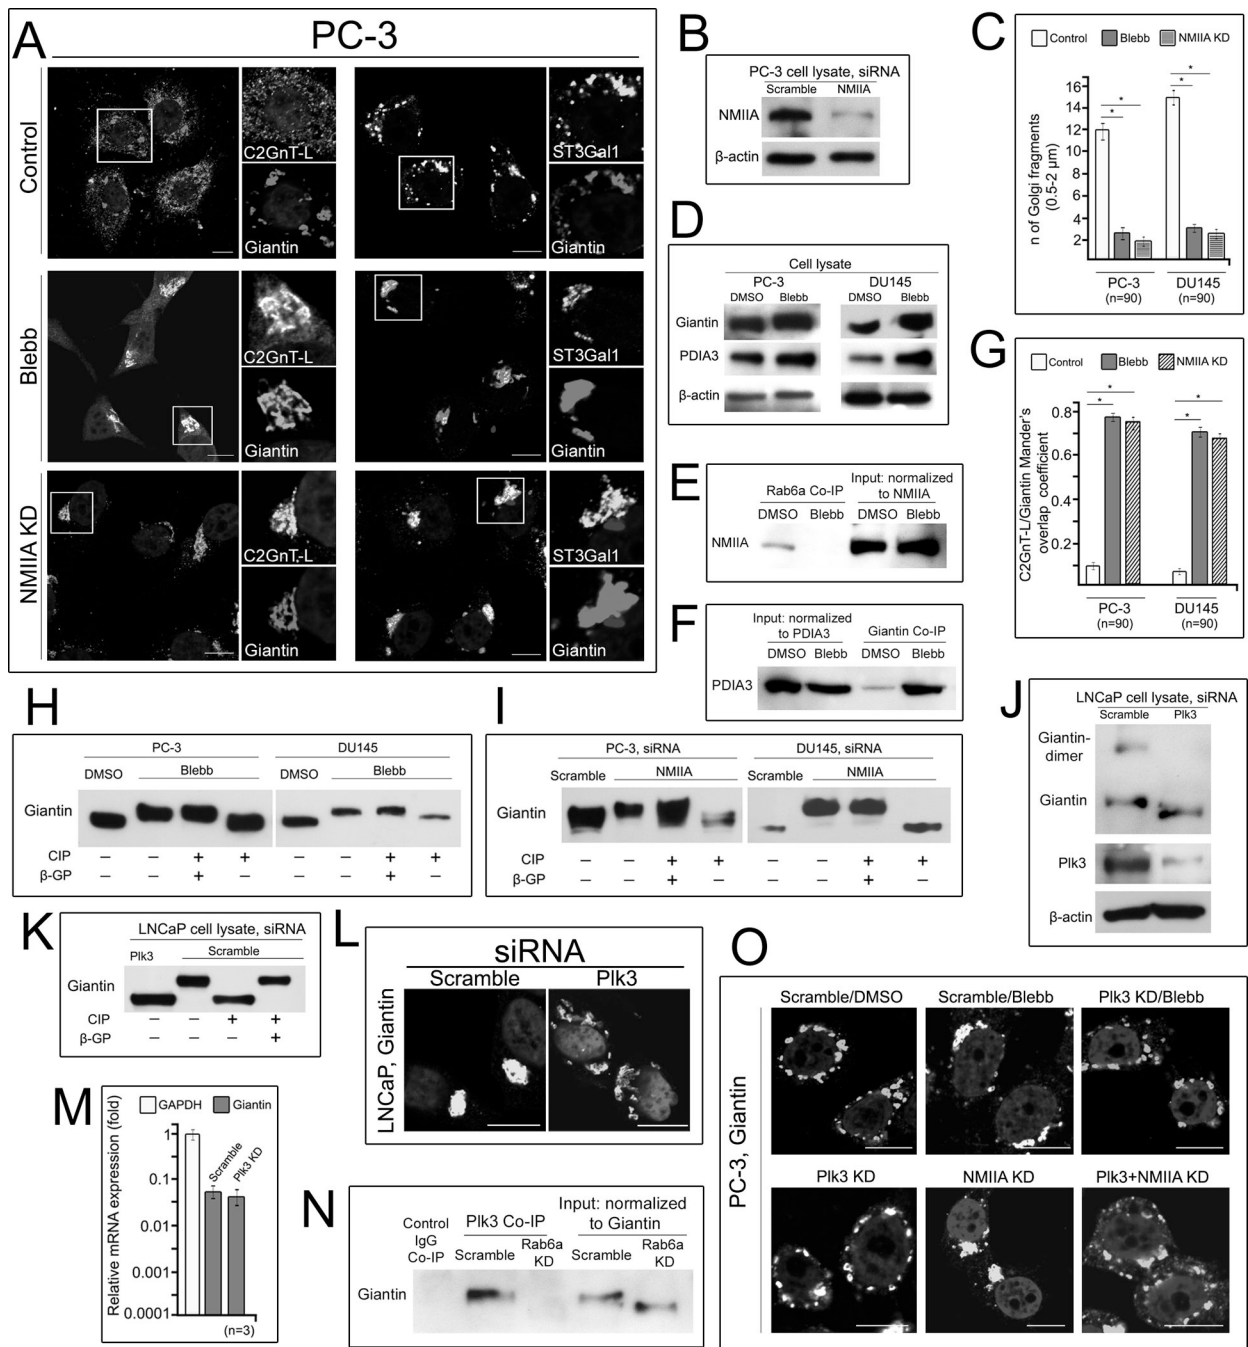 A
PC-3
Control
C2GnT-L
Giantin
ST3Gal1
Giantin
Blebb
C2GnT-L
Giantin
ST3Gal1
Giantin
NMIIA KD
C2GnT-L
Giantin
ST3Gal1
Giantin
B
PC-3 cell lysate, siRNA
Scramble NMIIA
NMIIA
β-actin
C
Control Blebb NMIIA KD
n of Golgi fragments
(0.5-2 µm)
16
14
12
10
8
6
4
2
* * * *
PC-3 DU145
(n=90) (n=90)
D
Cell lysate
PC-3 DU145
DMSO Blebb DMSO Blebb
Giantin
PDIA3
β-actin
E
Rab6a Co-IP Input: normalized
to NMIIA
DMSO Blebb DMSO Blebb
NMIIA
F
Input: normalized
to PDIA3 Giantin Co-IP
DMSO Blebb DMSO Blebb
PDIA3
G
Control Blebb NMIIA KD
C2GnT-L/Giantin Mander's
overlap coefficient
0.8
0.6
0.4
0.2
* * * *
PC-3 DU145
(n=90) (n=90)
H
PC-3 DU145
DMSO Blebb DMSO Blebb
Giantin
CIP − − + + − − + +
β-GP − − + − − − + −
I
PC-3, siRNA DU145, siRNA
Scramble NMIIA Scramble NMIIA
Giantin
CIP − − + + − − + +
β-GP − − + − − − + −
J
LNCaP cell lysate, siRNA
Scramble Plk3
Giantin-
dimer
Giantin
Plk3
β-actin
K
LNCaP cell lysate, siRNA
Plk3 Scramble
Giantin
CIP − − + +
β-GP − − − +
L
siRNA
Scramble Plk3
LNCaP, Giantin
M
GAPDH Giantin
Relative mRNA expression (fold)
1
0.1
0.01
0.001
0.0001
Scramble
Plk3 KD
(n=3)
N
Control
IgG
Co-IP
Plk3 Co-IP
Input: normalized
to Giantin
Scramble Rab6a
KD
Scramble Rab6a
KD
Giantin
O
PC-3, Giantin
Scramble/DMSO Scramble/Blebb Plk3 KD/Blebb
Plk3 KD NMIIA KD Plk3+NMIIA KD